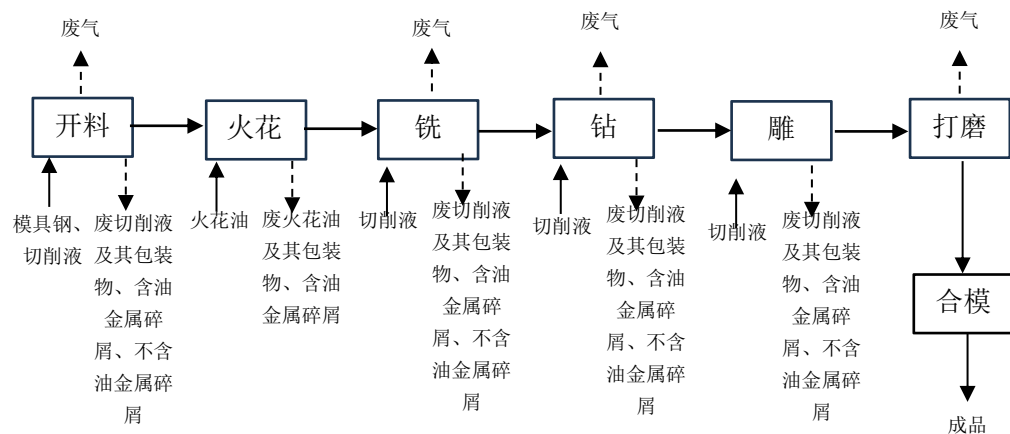 废气
废气
废气
废气
开料
火花
铣
钻
雕
打磨
模具钢、
切削液
废切削液
及其包装
物、含油
金属碎
屑、不含
油金属碎
屑
火花油
废火花油
及其包装
物、含油
金属碎屑
切削液
废切削液
及其包装
物、含油
金属碎
屑、不含
油金属碎
屑
切削液
废切削液
及其包装
物、含油
金属碎
屑、不含
油金属碎
屑
切削液
废切削液
及其包装
物、含油
金属碎
屑、不含
油金属碎
屑
合模
成品